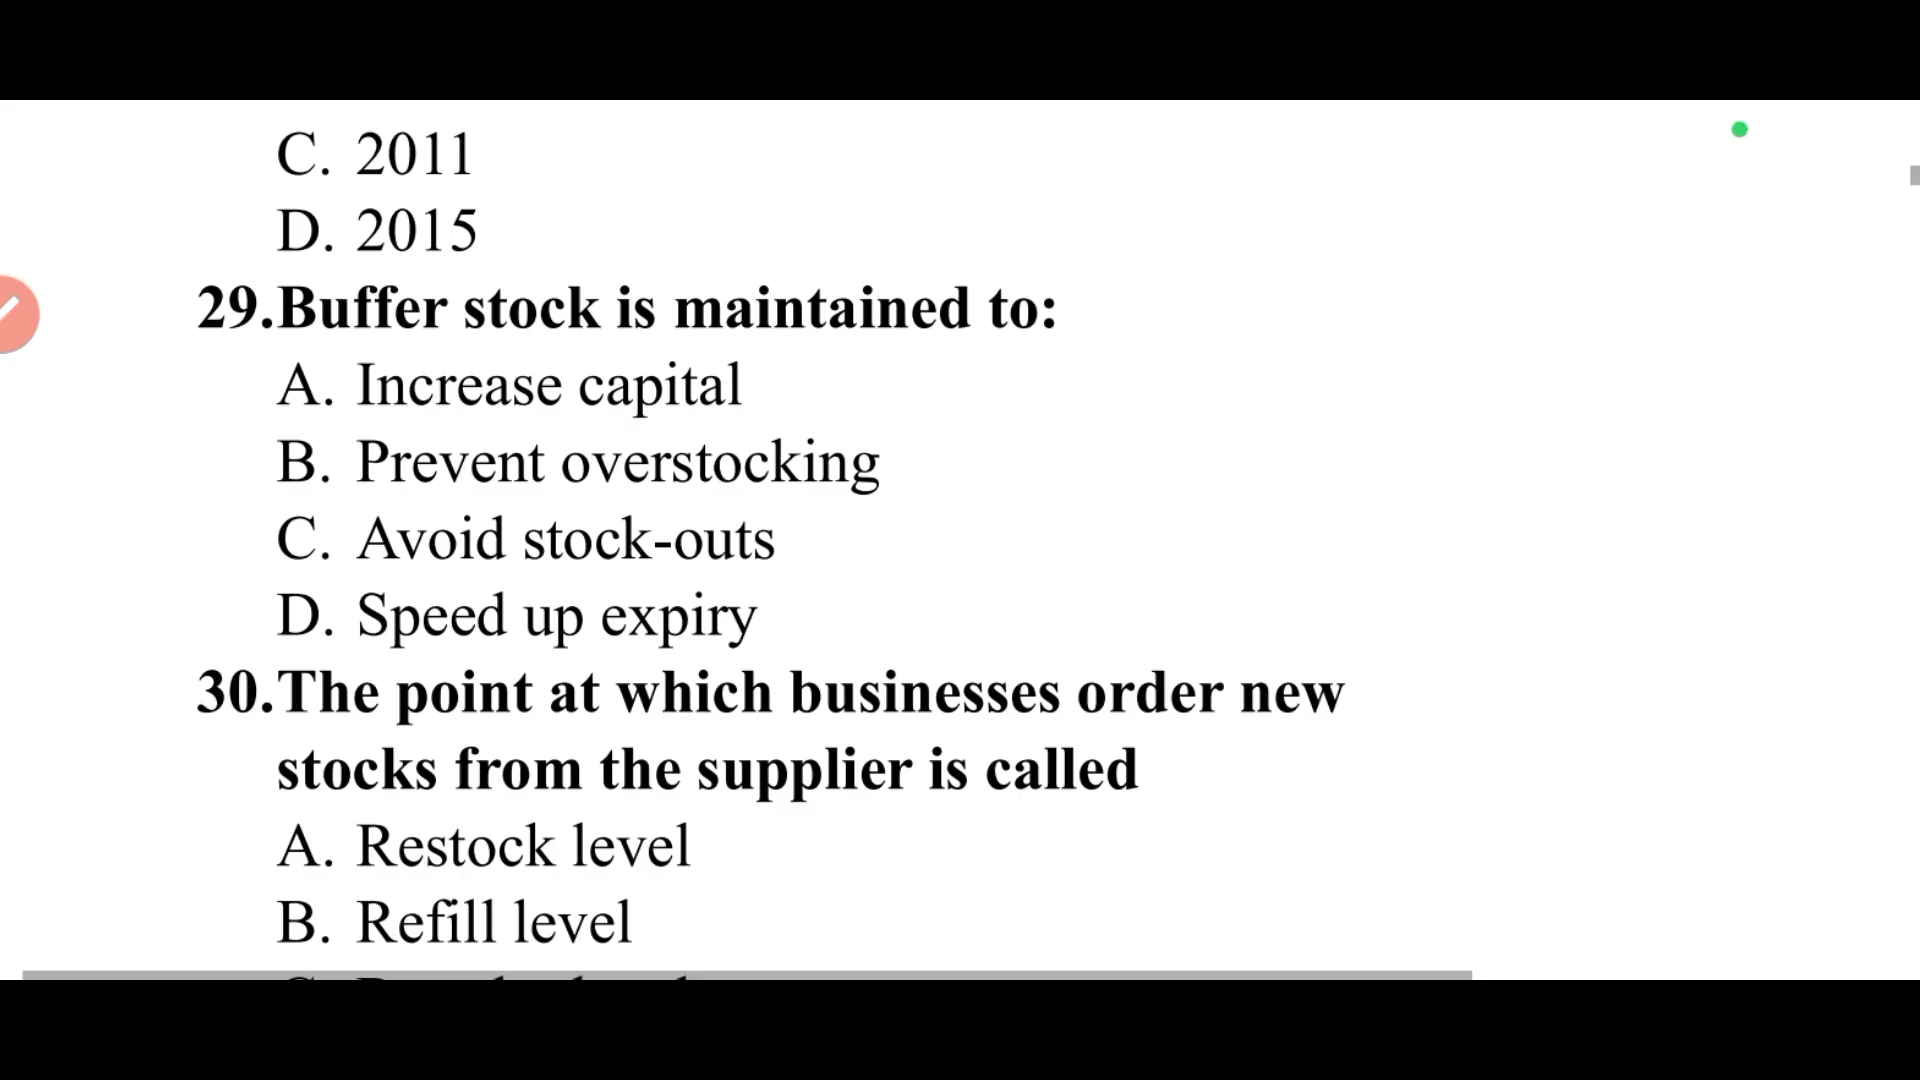 C. 2011
D. 2015
29.Buffer stock is maintained to:
A. Increase capital
B. Prevent overstocking
C. Avoid stock-outs
D. Speed up expiry
30.The point at which businesses order new
stocks from the supplier is called
A. Restock level
B. Refill level